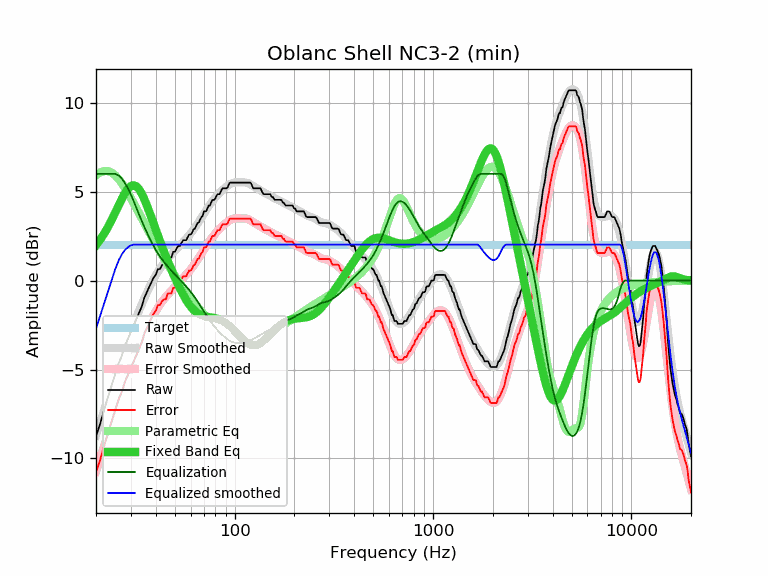 Oblanc Shell NC3-2 (min)
10
5
0
−5
−10
Amplitude (dBr)
Target
Raw Smoothed
Error Smoothed
Raw
Error
Parametric Eq
Fixed Band Eq
Equalization
Equalized smoothed
100
1000
10000
Frequency (Hz)